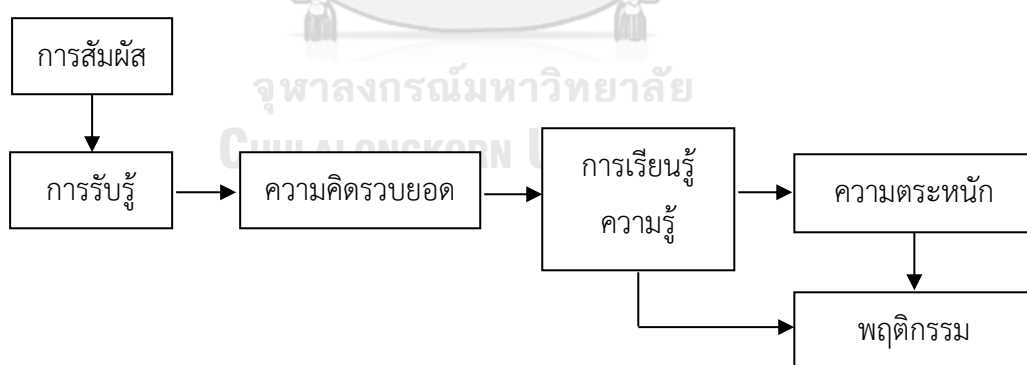 การสัมผัส
จุฬาลงกรณ์มหาวิทยาลัย
CHULALONGKORN U
การรับรู้
ความคิดรวบยอด
การเรียนรู้
ความรู้
ความตระหนัก
พฤติกรรม